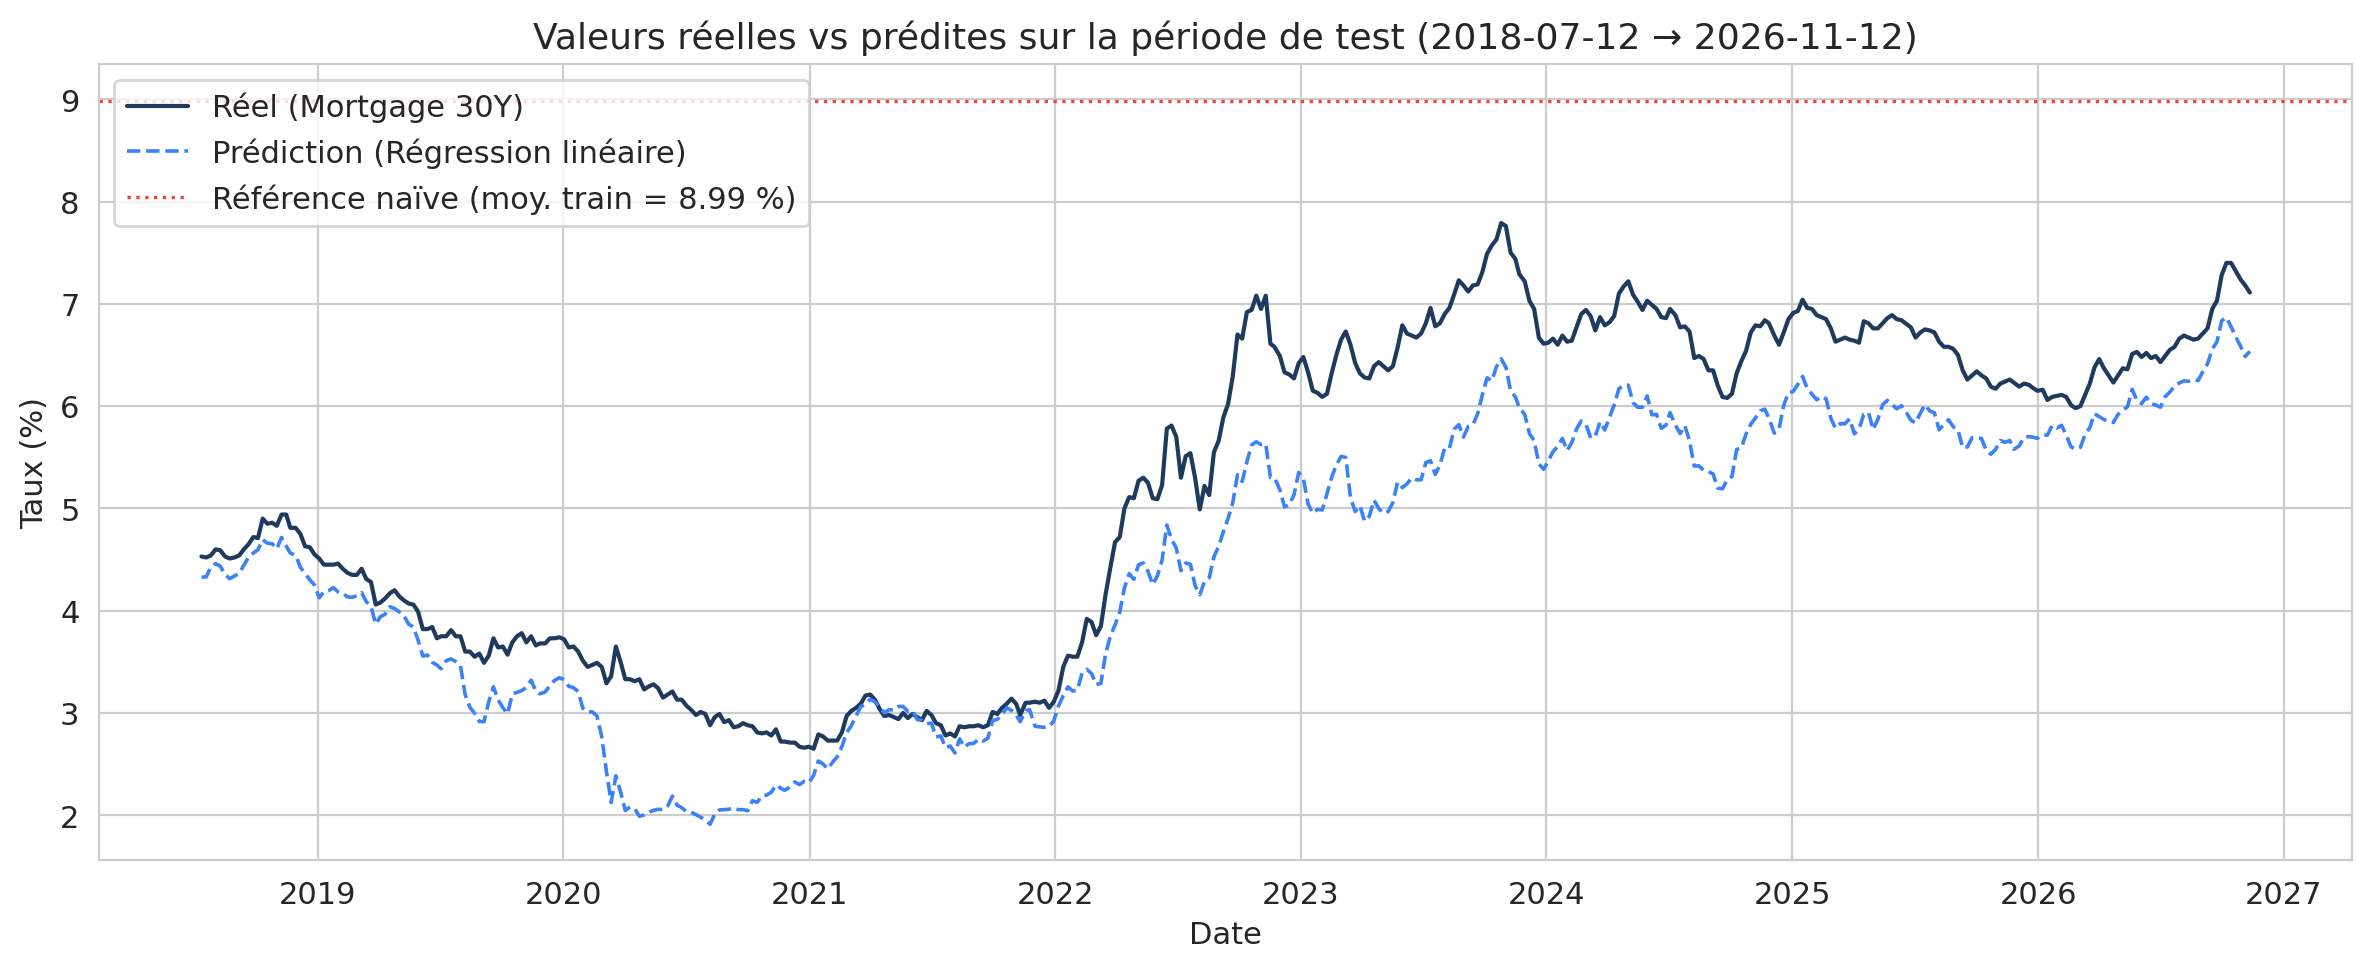 Valeurs réelles vs prédites sur la période de test (2018-07-12 → 2026-11-12)
Réel (Mortgage 30Y)
Prédiction (Régression linéaire)
Référence naïve (moy. train = 8.99 %)
Taux (%)
9
8
7
6
5
4
3
2
2019
2020
2021
2022
2023
2024
2025
2026
2027
Date